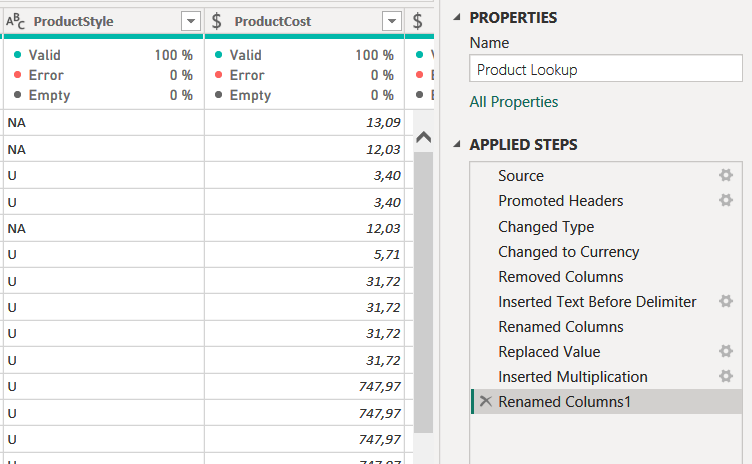 ABC ProductStyle $ ProductCost $
Valid 100 % Valid 100 %
Error 0 % Error 0 %
Empty 0 % Empty 0 %
NA 13,09
NA 12,03
U 3,40
U 3,40
NA 12,03
U 5,71
U 31,72
U 31,72
U 31,72
U 31,72
U 747,97
U 747,97
U 747,97
U 747,97
PROPERTIES
Name
Product Lookup
All Properties
APPLIED STEPS
Source
Promoted Headers
Changed Type
Changed to Currency
Removed Columns
Inserted Text Before Delimiter
Renamed Columns
Replaced Value
Inserted Multiplication
Renamed Columns1